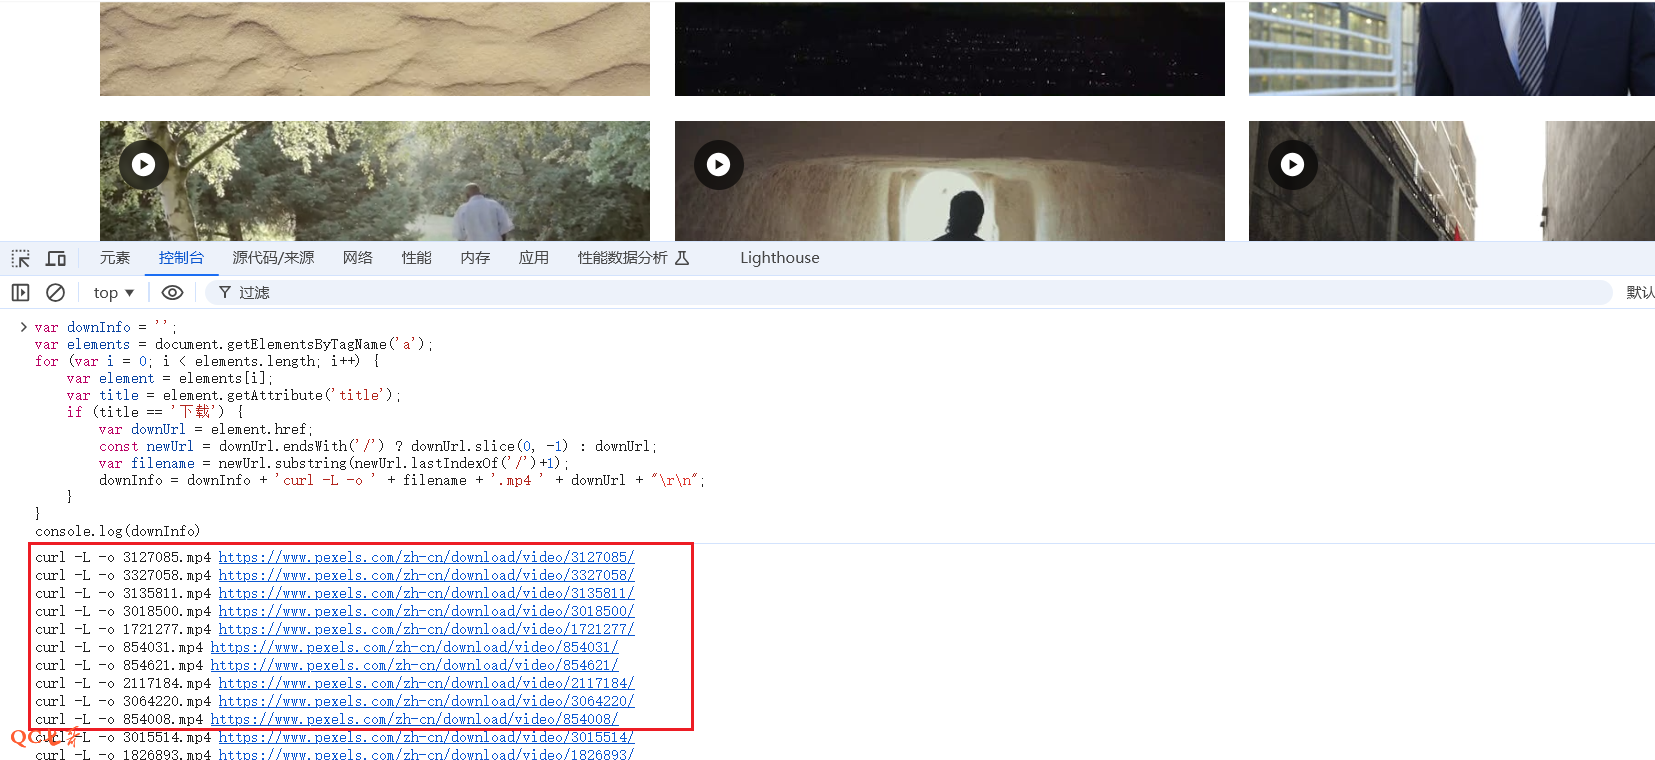 元素 控制台 源代码/来源 网络 性能 内存 应用 性能数据分析 Lighthouse
top 过滤 默认
var downInfo = '';
var elements = document.getElementsByTagName('a');
for (var i = 0; i < elements.length; i++) {
    var element = elements[i];
    var title = element.getAttribute('title');
    if (title == '下载') {
        var downUrl = element.href;
        const newUrl = downUrl.endsWith('/') ? downUrl.slice(0, -1) : downUrl;
        var filename = newUrl.substring(newUrl.lastIndexOf('/')+1);
        downInfo = downInfo + 'curl -L -o ' + filename + '.mp4 ' + downUrl + "\r\n";
    }
}
console.log(downInfo)
curl -L -o 3127085.mp4 https://www.pexels.com/zh-cn/download/video/3127085/
curl -L -o 3327058.mp4 https://www.pexels.com/zh-cn/download/video/3327058/
curl -L -o 3135811.mp4 https://www.pexels.com/zh-cn/download/video/3135811/
curl -L -o 3018500.mp4 https://www.pexels.com/zh-cn/download/video/3018500/
curl -L -o 1721277.mp4 https://www.pexels.com/zh-cn/download/video/1721277/
curl -L -o 854031.mp4 https://www.pexels.com/zh-cn/download/video/854031/
curl -L -o 854621.mp4 https://www.pexels.com/zh-cn/download/video/854621/
curl -L -o 2117184.mp4 https://www.pexels.com/zh-cn/download/video/2117184/
curl -L -o 3064220.mp4 https://www.pexels.com/zh-cn/download/video/3064220/
curl -L -o 854008.mp4 https://www.pexels.com/zh-cn/download/video/854008/
curl -L -o 3015514.mp4 https://www.pexels.com/zh-cn/download/video/3015514/
curl -L -o 1826893.mp4 https://www.pexels.com/zh-cn/download/video/1826893/